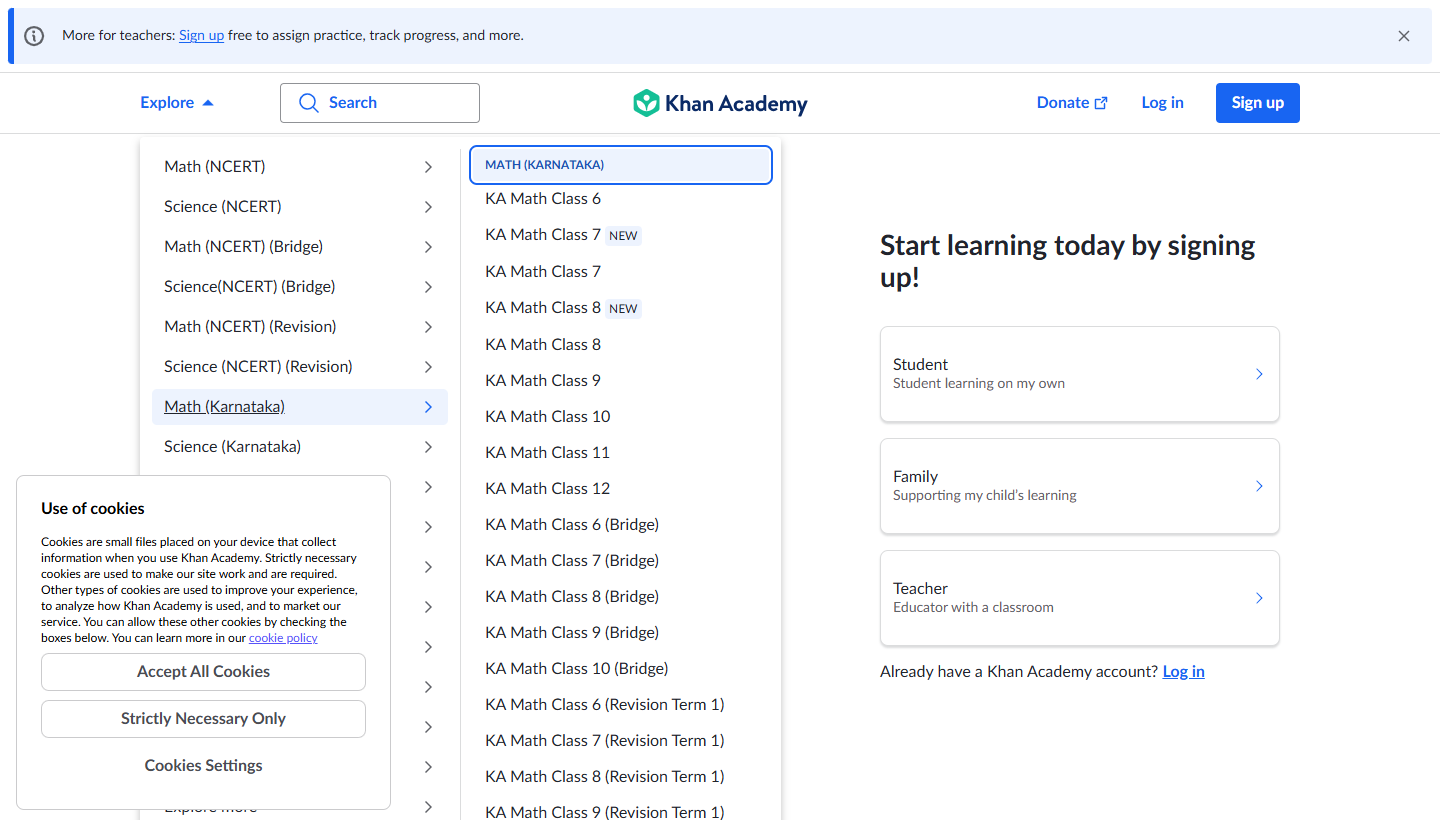 More for teachers: Sign up free to assign practice, track progress, and more.
Explore
Search
Khan Academy
Donate
Log in
Sign up
Math (NCERT)
Science (NCERT)
Math (NCERT) (Bridge)
Science(NCERT) (Bridge)
Math (NCERT) (Revision)
Science (NCERT) (Revision)
Math (Karnataka)
Science (Karnataka)
MATH (KARNATAKA)
KA Math Class 6
KA Math Class 7 NEW
KA Math Class 7
KA Math Class 8 NEW
KA Math Class 8
KA Math Class 9
KA Math Class 10
KA Math Class 11
KA Math Class 12
KA Math Class 6 (Bridge)
KA Math Class 7 (Bridge)
KA Math Class 8 (Bridge)
KA Math Class 9 (Bridge)
KA Math Class 10 (Bridge)
KA Math Class 6 (Revision Term 1)
KA Math Class 7 (Revision Term 1)
KA Math Class 8 (Revision Term 1)
KA Math Class 9 (Revision Term 1)
Start learning today by signing
up!
Student
Student learning on my own
Family
Supporting my child's learning
Teacher
Educator with a classroom
Already have a Khan Academy account? Log in
Use of cookies
Cookies are small files placed on your device that collect
information when you use Khan Academy. Strictly necessary
cookies are used to make our site work and are required.
Other types of cookies are used to improve your experience,
to analyze how Khan Academy is used, and to market our
service. You can allow these other cookies by checking the
boxes below. You can learn more in our cookie policy
Accept All Cookies
Strictly Necessary Only
Cookies Settings